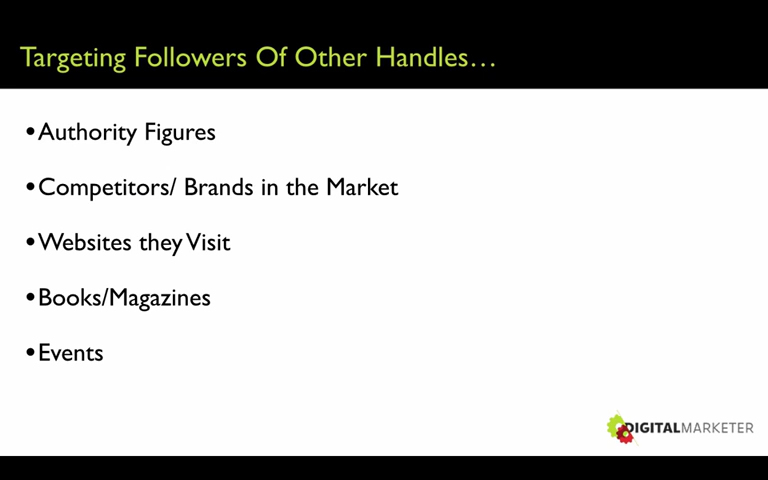 Targeting Followers Of Other Handles...
•Authority Figures
•Competitors/ Brands in the Market
•Websites they Visit
•Books/Magazines
•Events
DIGITALMARKETER